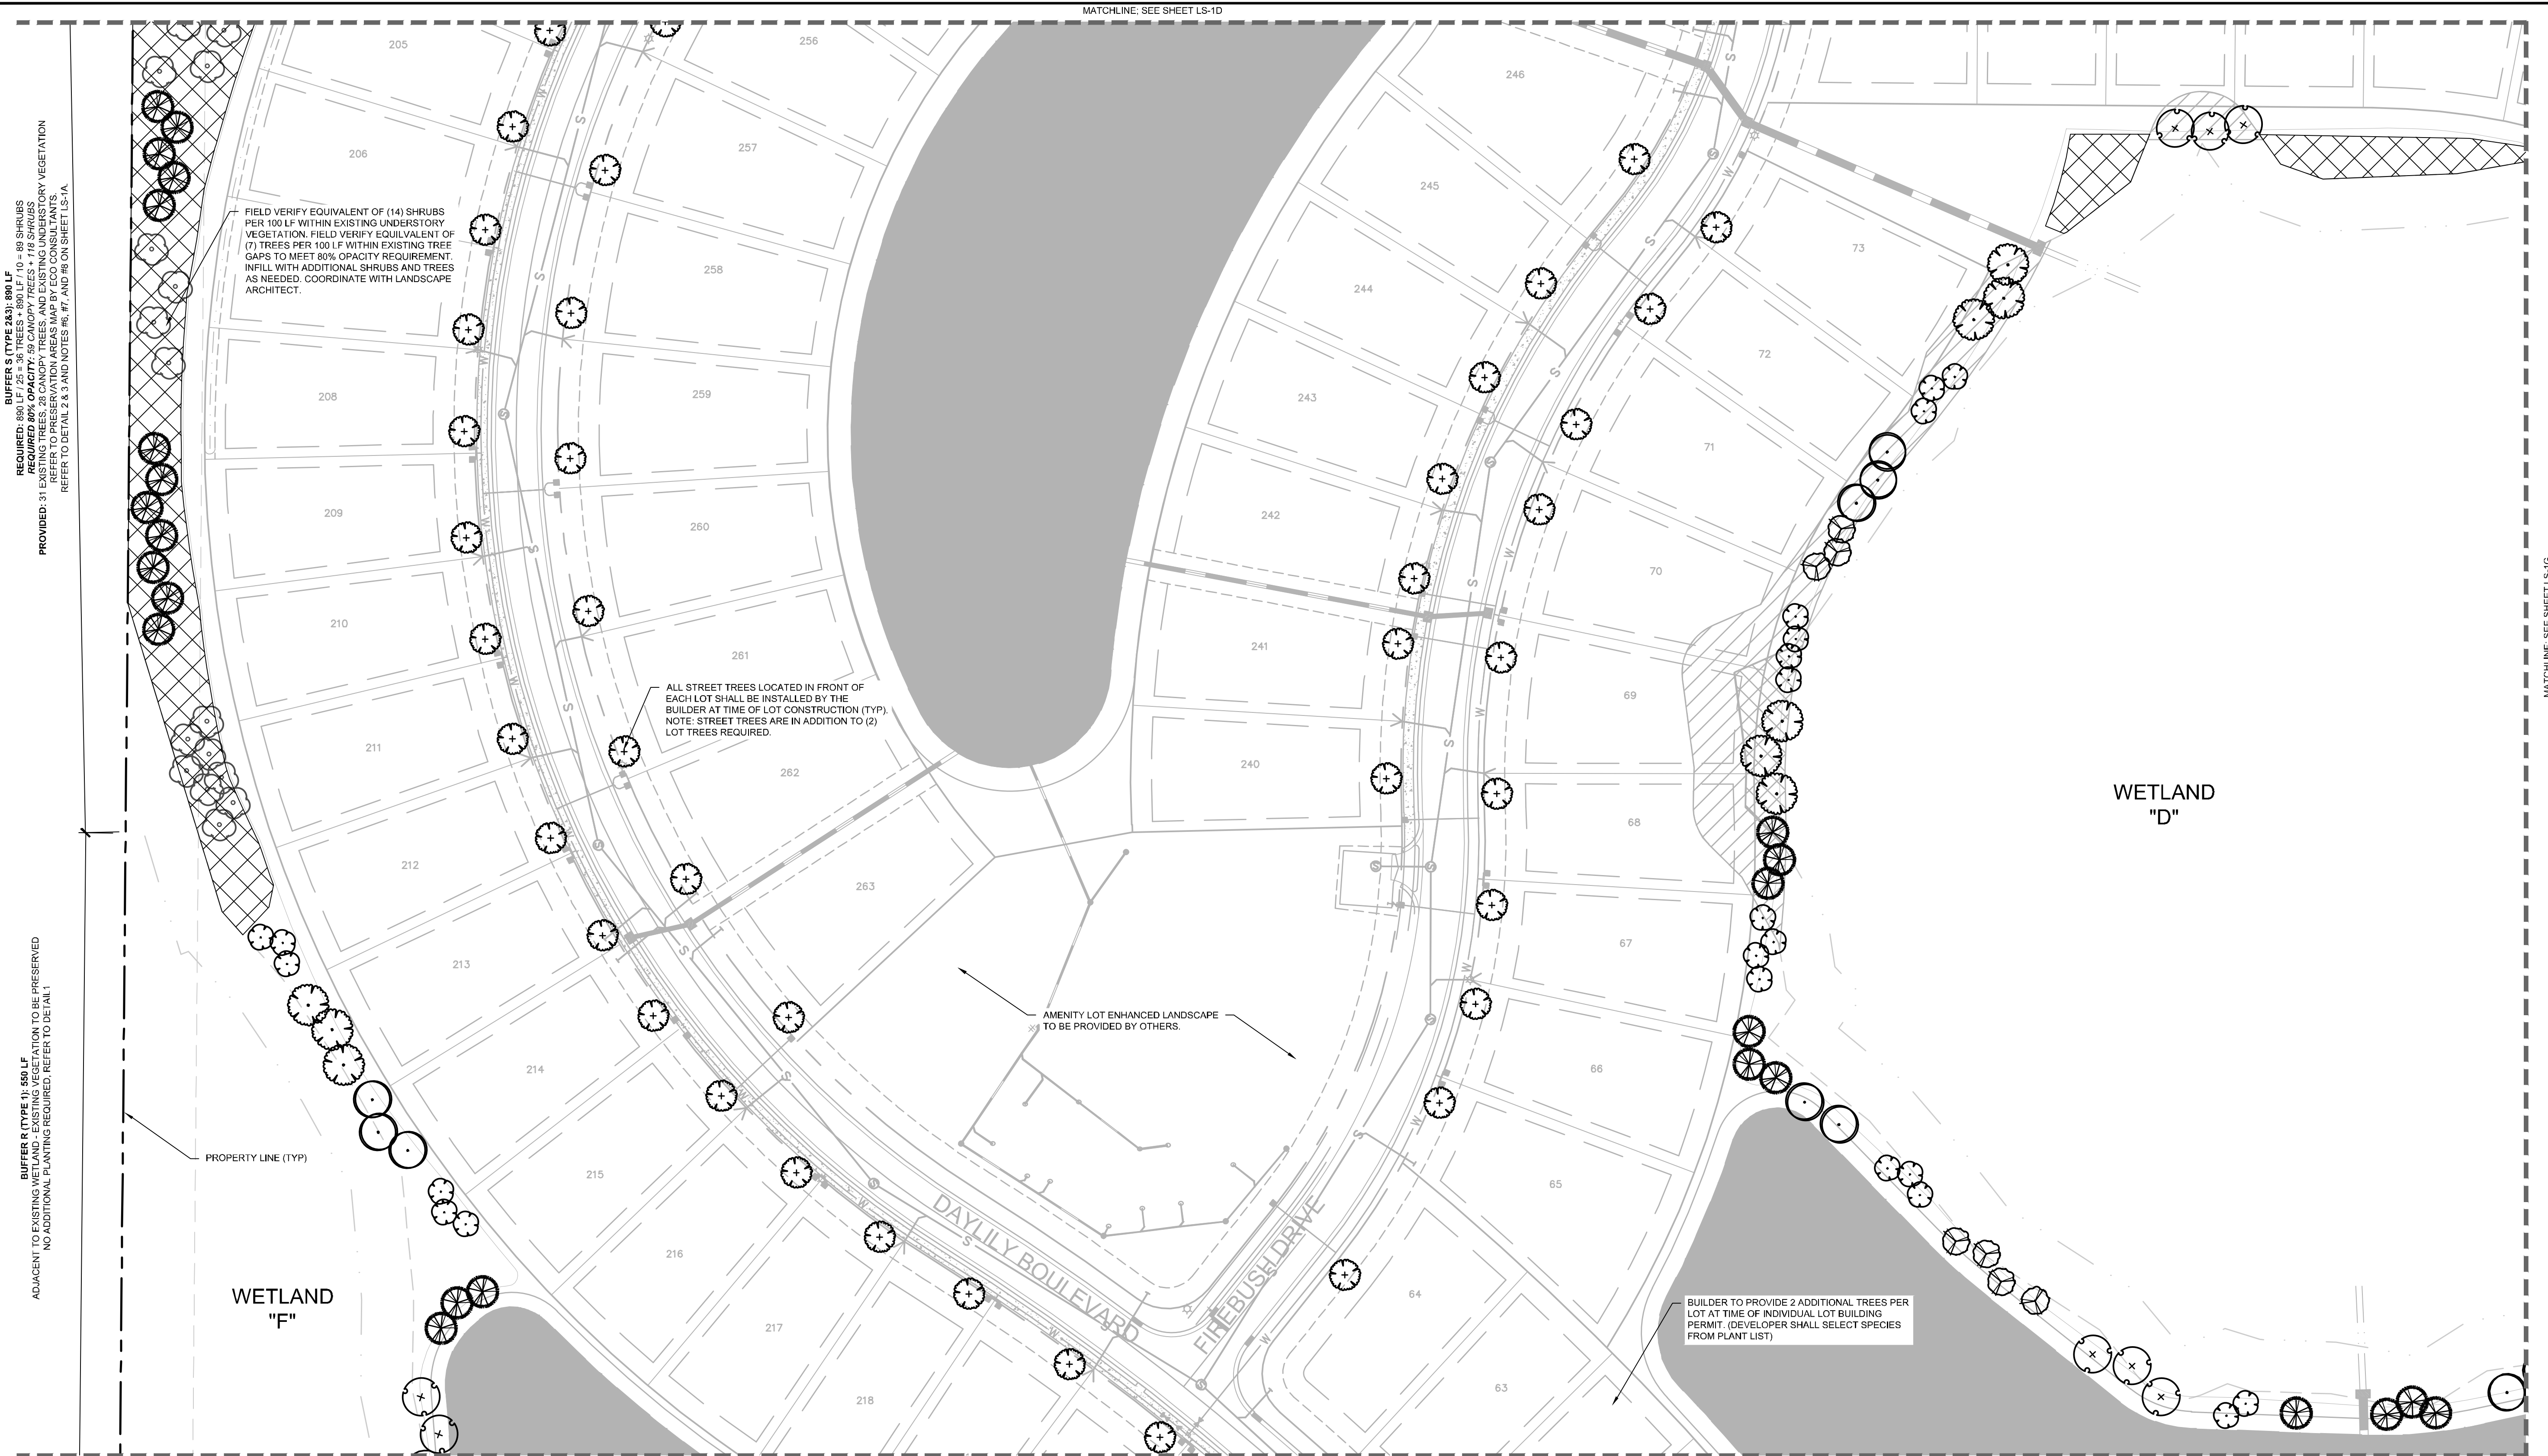 MATCHLINE; SEE SHEET LS-1D
BUFFER S (TYPE 2&3): 890 LF
REQUIRED: 890 LF / 25 = 36 TREES + 890 LF / 10 = 89 SHRUBS
REQUIRED 80% OPACITY: 59 CANOPY TREES + 118 SHRUBS
PROVIDED: 31 EXISTING TREES, 28 CANOPY TREES, AND EXISTING UNDERSTORY VEGETATION
REFER TO PRESERVATION AREAS MAP BY ECO CONSULTANTS.
REFER TO DETAIL 2 & 3 AND NOTES #6, #7, AND #8 ON SHEET LS-1A.
BUFFER R (TYPE 1): 550 LF
ADJACENT TO EXISTING WETLAND - EXISTING VEGETATION TO BE PRESERVED
NO ADDITIONAL PLANTING REQUIRED, REFER TO DETAIL 1
FIELD VERIFY EQUIVALENT OF (14) SHRUBS
PER 100 LF WITHIN EXISTING UNDERSTORY
VEGETATION. FIELD VERIFY EQUILVALENT OF
(7) TREES PER 100 LF WITHIN EXISTING TREE
GAPS TO MEET 80% OPACITY REQUIREMENT.
INFILL WITH ADDITIONAL SHRUBS AND TREES
AS NEEDED. COORDINATE WITH LANDSCAPE
ARCHITECT.
ALL STREET TREES LOCATED IN FRONT OF
EACH LOT SHALL BE INSTALLED BY THE
BUILDER AT TIME OF LOT CONSTRUCTION (TYP).
NOTE: STREET TREES ARE IN ADDITION TO (2)
LOT TREES REQUIRED.
AMENITY LOT ENHANCED LANDSCAPE
TO BE PROVIDED BY OTHERS.
PROPERTY LINE (TYP)
WETLAND
"F"
WETLAND
"D"
BUILDER TO PROVIDE 2 ADDITIONAL TREES PER
LOT AT TIME OF INDIVIDUAL LOT BUILDING
PERMIT. (DEVELOPER SHALL SELECT SPECIES
FROM PLANT LIST)
DAYLILY BOULEVARD
FIREBUSH DRIVE
205
206
208
209
210
211
212
213
214
215
216
217
218
256
257
258
259
260
261
262
263
246
245
244
243
242
241
240
73
72
71
70
69
68
67
66
65
64
63
MATCHLINE; SEE SHEET LS-1G